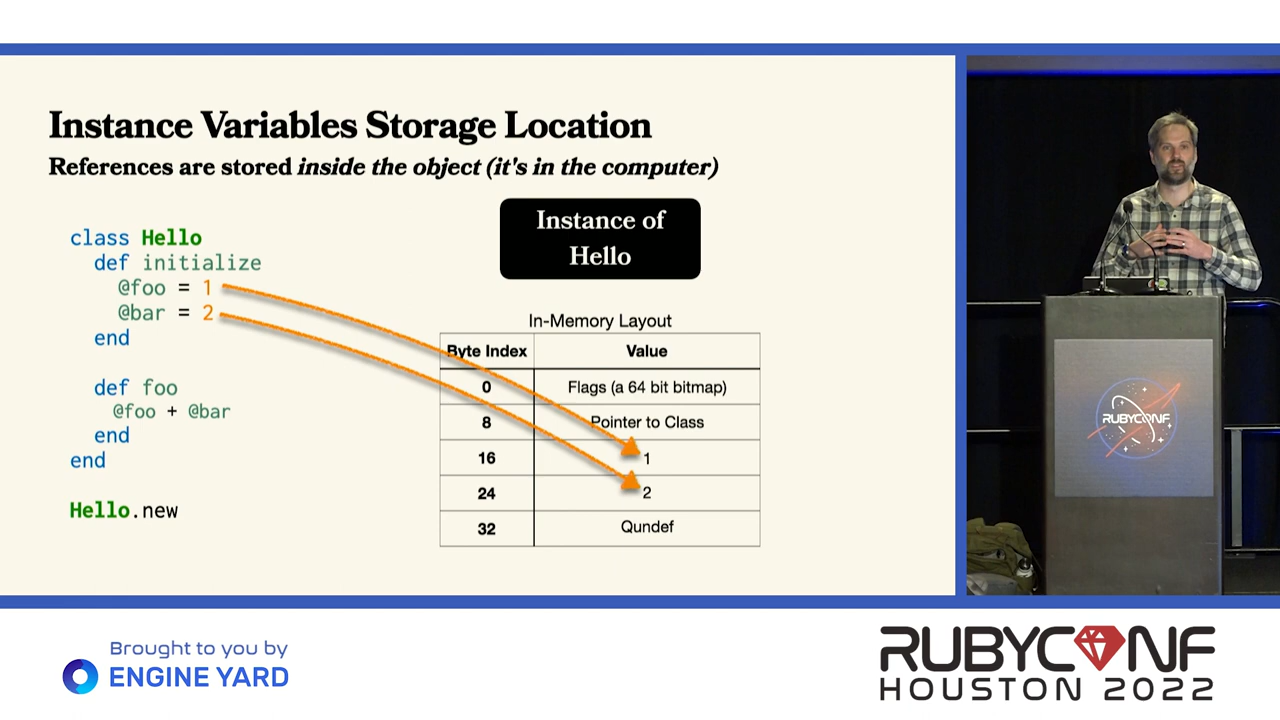 Instance Variables Storage Location
References are stored inside the object (it's in the computer)
class Hello
def initialize
@foo = 1
@bar = 2
end
def foo
@foo + @bar
end
end
Hello.new
Instance of
Hello
In-Memory Layout
Byte Index Value
0 Flags (a 64 bit bitmap)
8 Pointer to Class
16 1
24 2
32 Qundef
RUBYCONF
Brought to you by
ENGINE YARD
RUBYCONF
HOUSTON 2022